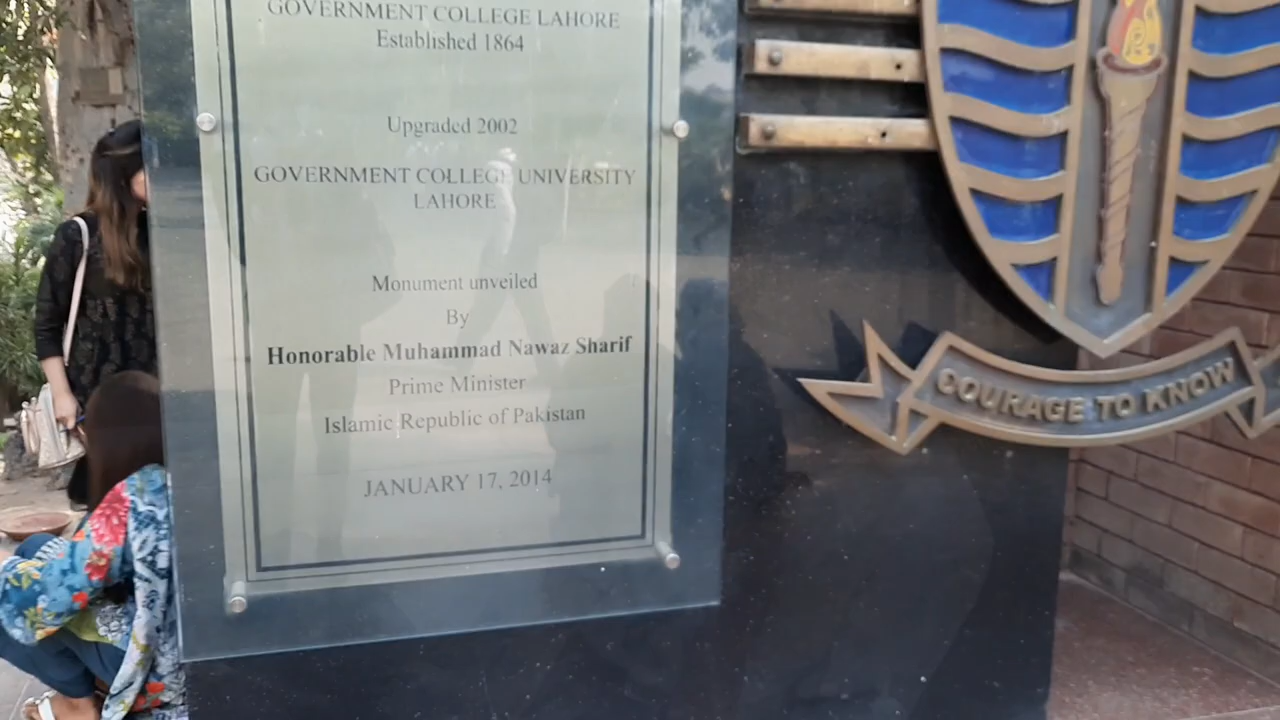 GOVERNMENT COLLEGE LAHORE
Established 1864
Upgraded 2002
GOVERNMENT COLLEGE UNIVERSITY
LAHORE
Monument unveiled
By
Honorable Muhammad Nawaz Sharif
Prime Minister
Islamic Republic of Pakistan
JANUARY 17, 2014
COURAGE TO KNOW